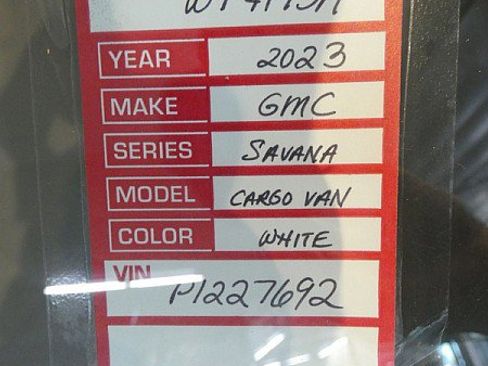 YEAR 2023
MAKE GMC
SERIES SAVANA
MODEL CARGO VAN
COLOR WHITE
VIN
P1227692